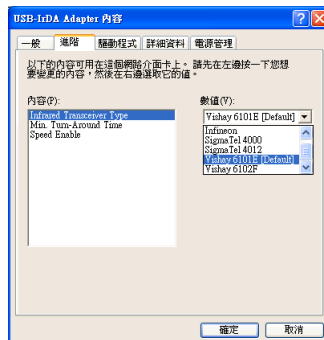 USB-IrDA Adapter 內容
一般 進階 驅動程式 詳細資料 電源管理
以下的內容可用在這個網路介面卡上。請先在左邊按一下您想
要變更的內容，然後在右邊選取它的值。
內容(P): 數值(V):
Infrared Transceiver Type
Min. Turn-Around Time
Speed Enable
Vishay 6101E [Default]
Infineon
SigmaTel 4000
SigmaTel 4012
Vishay 6101E [Default]
Vishay 6102F
確定 取消